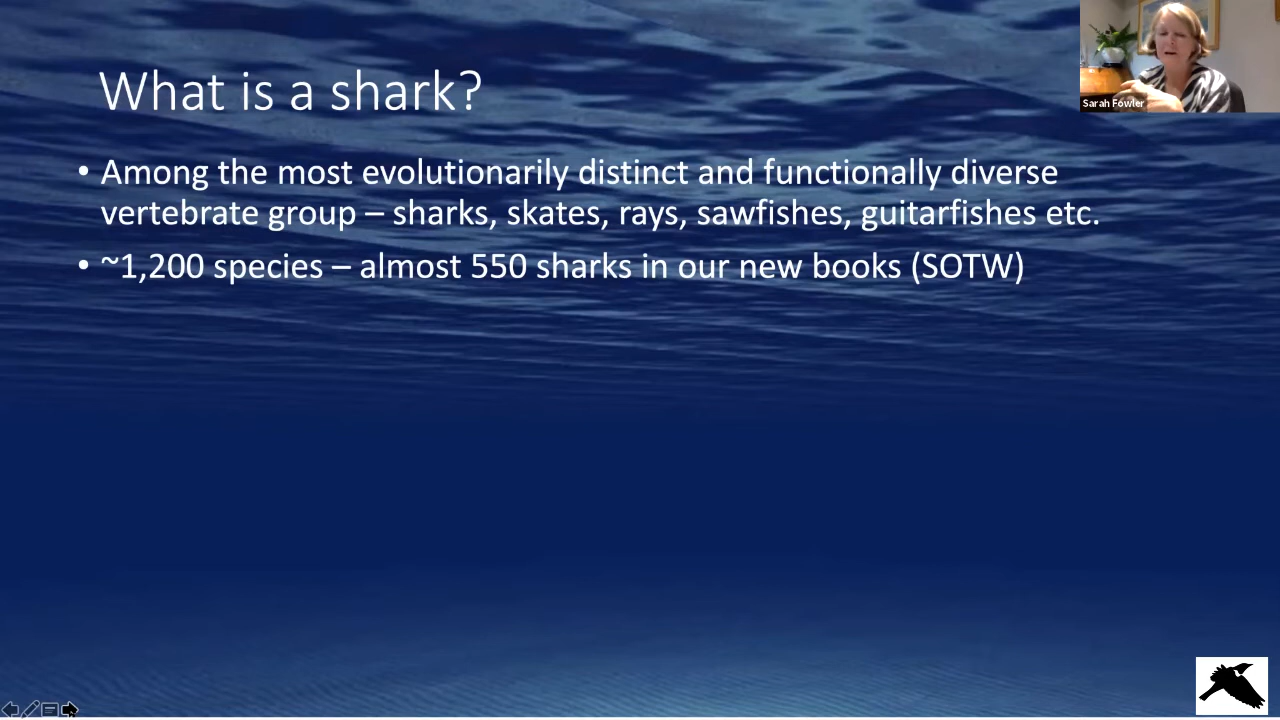 What is a shark?
Sarah Fowler
• Among the most evolutionarily distinct and functionally diverse
vertebrate group – sharks, skates, rays, sawfishes, guitarfishes etc.
• ~1,200 species – almost 550 sharks in our new books (SOTW)